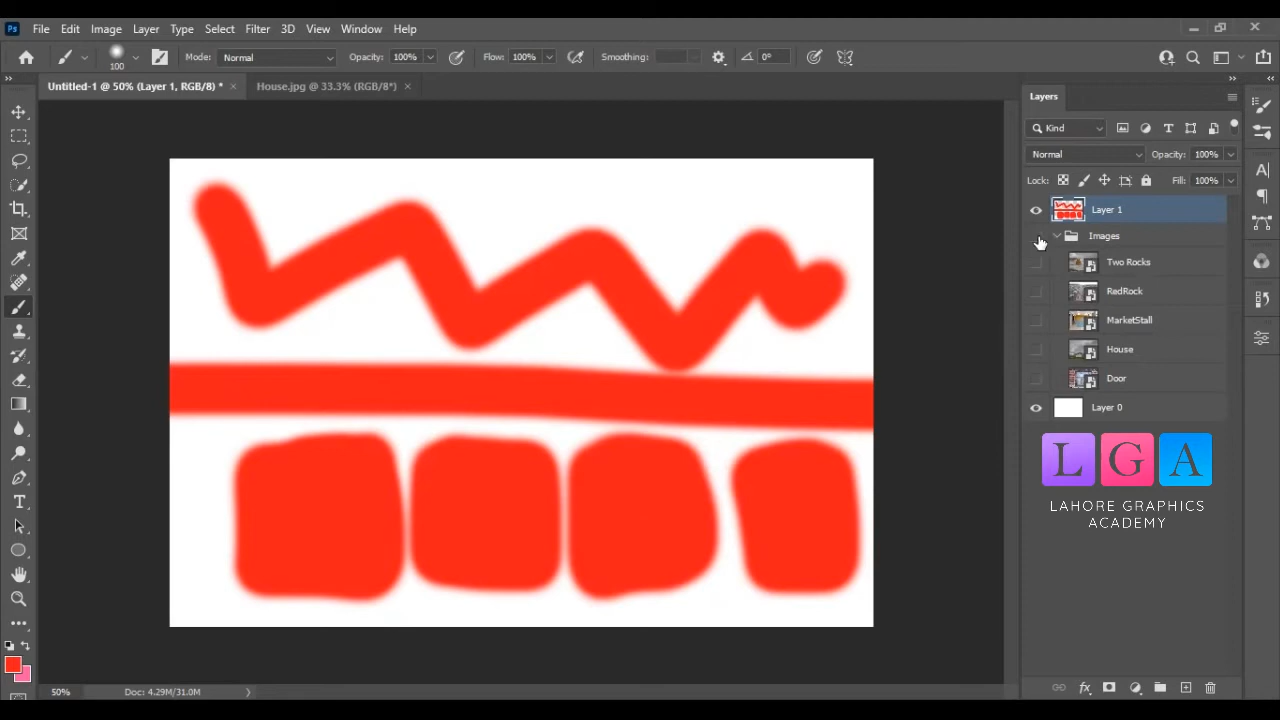 Ps File Edit Image Layer Type Select Filter 3D View Window Help
100 Mode: Normal Opacity: 100% Flow: 100% Smoothing: 0°
Untitled-1 @ 50% (Layer 1, RGB/8) * × House.jpg @ 33.3% (RGB/8*) ×
Layers
Kind
Normal Opacity: 100%
Lock: Fill: 100%
Layer 1
Images
Two Rocks
RedRock
MarketStall
House
Door
Layer 0
L G A
LAHORE GRAPHICS
ACADEMY
50% Doc: 4.29M/31.0M
fx